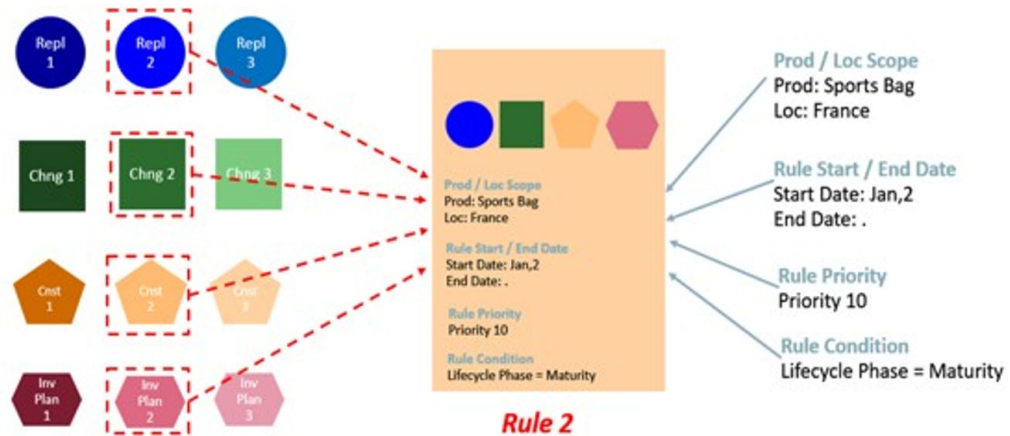 Repl
1
Repl
2
Repl
3
Chng 1
Chng 2
Chng 3
Cnst
1
Cnst
2
Cnst
3
Inv
Plan
1
Inv
Plan
2
Inv
Plan
3
Prod / Loc Scope
Prod: Sports Bag
Loc: France
Rule Start / End Date
Start Date: Jan,2
End Date: .
Rule Priority
Priority 10
Rule Condition
Lifecycle Phase = Maturity
Rule 2
Prod / Loc Scope
Prod: Sports Bag
Loc: France
Rule Start / End Date
Start Date: Jan,2
End Date: .
Rule Priority
Priority 10
Rule Condition
Lifecycle Phase = Maturity